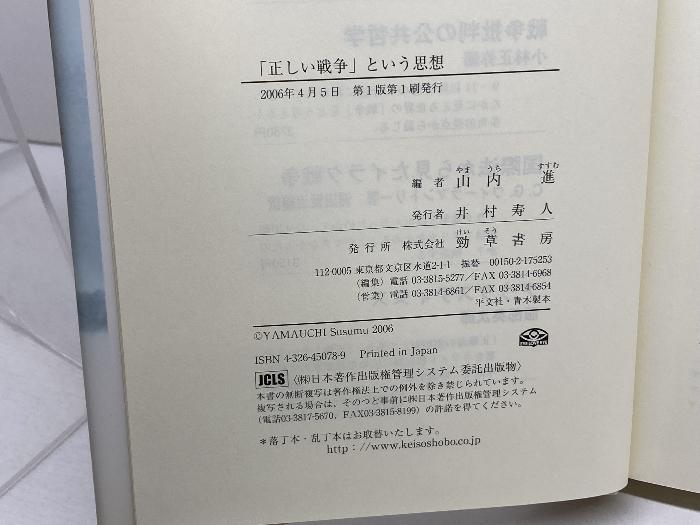 「正しい戦争」という思想
2006年4月5日 第1版第1刷発行
やま うち すすむ
編者 山内 進
発行者 井村寿人
けい そう
発行所 株式会社 勁草書房
112-0005 東京都文京区水道2-1-1 振替 00150-2-175253
(編集) 電話 03-3815-5277/FAX 03-3814-6968
(営業) 電話 03-3814-6861/FAX 03-3814-6854
平文社・青木製本
©YAMAUCHI Susumu 2006
ISBN 4-326-45078-9 Printed in Japan
JCLS 〈㈱日本著作出版権管理システム委託出版物〉
本書の無断複写は著作権法上での例外を除き禁じられています。
複写される場合は、そのつど事前に㈱日本著作出版権管理システム
(電話03-3817-5670、FAX03-3815-8199)の許諾を得てください。
*落丁本・乱丁本はお取替いたします。
http://www.keisoshobo.co.jp